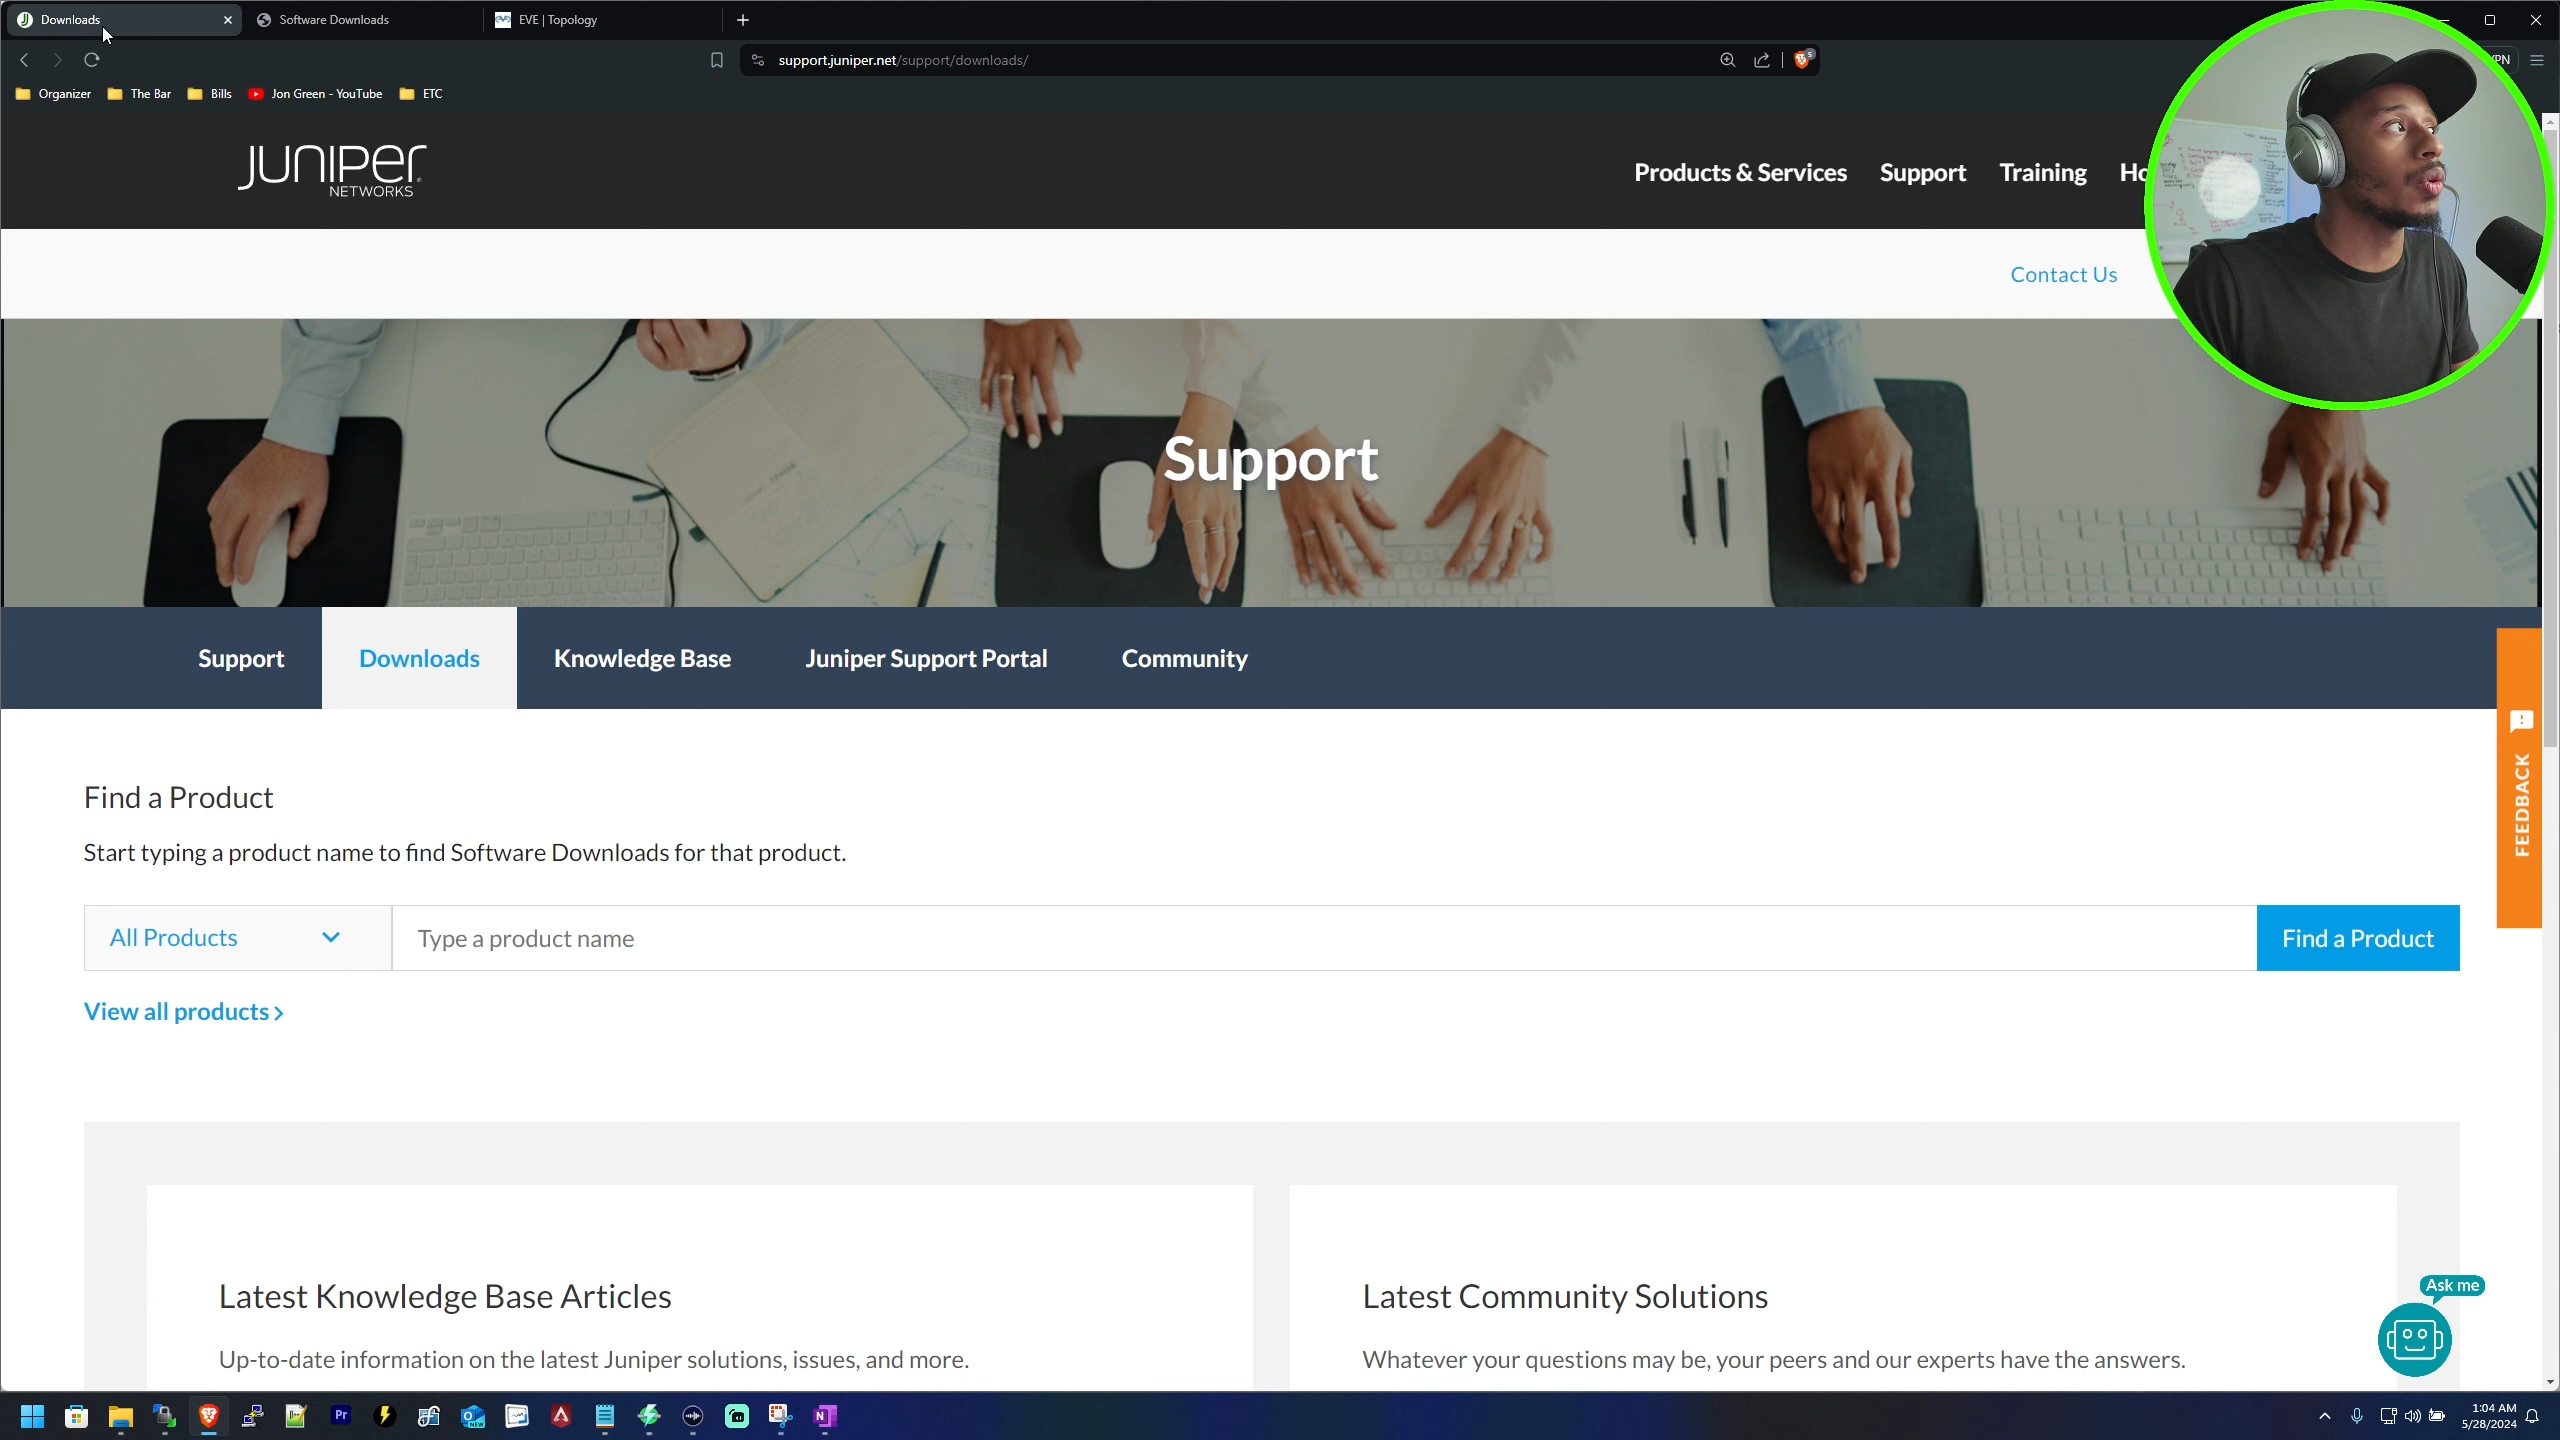 Downloads
Software Downloads
EVE | Topology
support.juniper.net/support/downloads/
Organizer
The Bar
Bills
Jon Green - YouTube
ETC
JUNIPER
NETWORKS
Products & Services
Support
Training
Contact Us
Support
Support
Downloads
Knowledge Base
Juniper Support Portal
Community
Find a Product
Start typing a product name to find Software Downloads for that product.
All Products
Type a product name
Find a Product
View all products
FEEDBACK
Latest Knowledge Base Articles
Up-to-date information on the latest Juniper solutions, issues, and more.
Latest Community Solutions
Whatever your questions may be, your peers and our experts have the answers.
Ask me
1:04 AM
5/28/2024